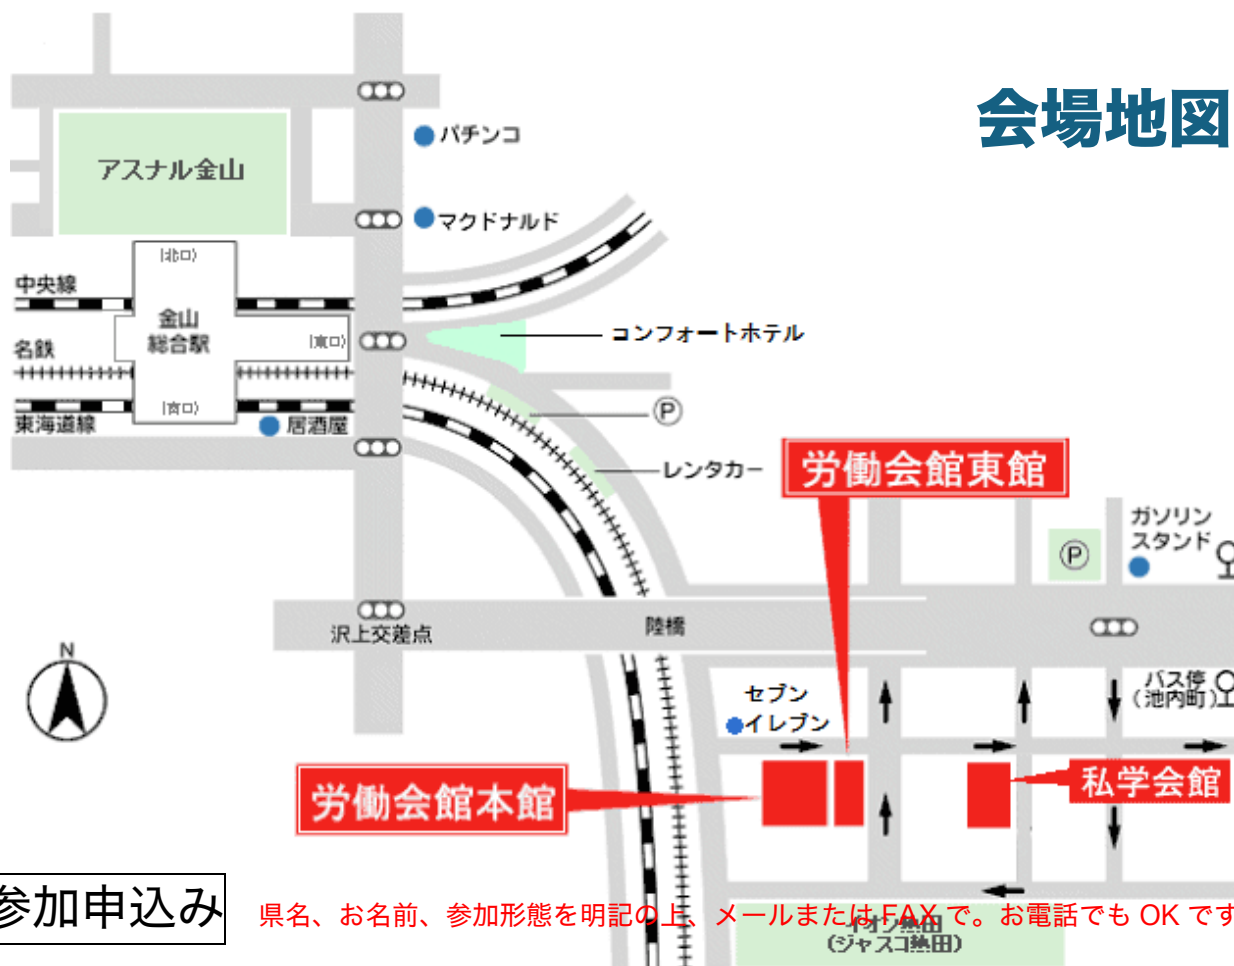 会場地図
パチンコ
アスナル金山
マクドナルド
(北口)
中央線
金山
総合駅
(東口)
コンフォートホテル
名鉄
(南口)
東海道線
居酒屋
P
レンタカー
労働会館東館
ガソリン
スタンド
P
沢上交差点
陸橋
N
セブン
イレブン
バス停
(池内町)
労働会館本館
私学会館
参加申込み
県名、お名前、参加形態を明記の上、メールまたは FAX で。お電話でも OK です
イオン熱田
(ジャスコ熱田)